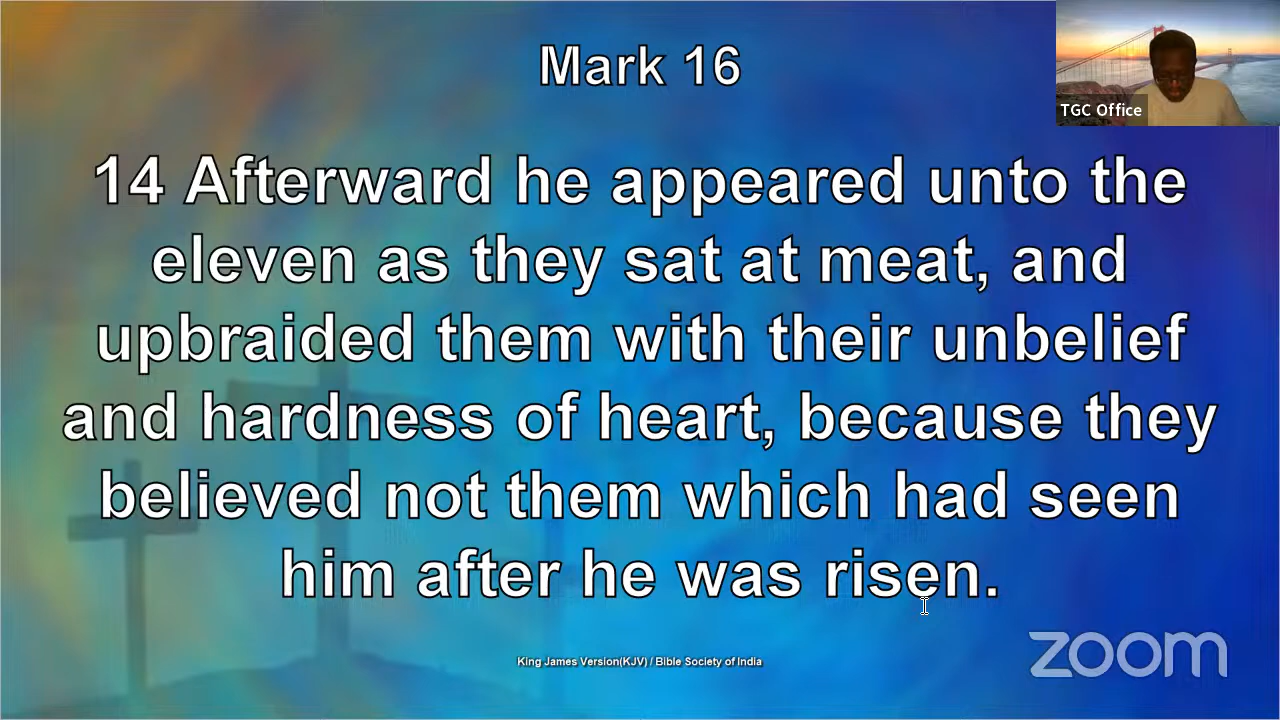 Mark 16
TGC Office
14 Afterward he appeared unto the
eleven as they sat at meat, and
upbraided them with their unbelief
and hardness of heart, because they
believed not them which had seen
him after he was risen.
King James Version(KJV) / Bible Society of India
zoom